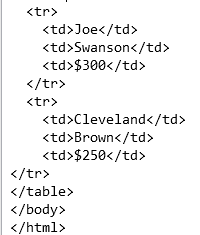 <tr>
<td>Joe</td>
<td>Swanson</td>
<td>$300</td>
</tr>
<tr>
<td>Cleveland</td>
<td>Brown</td>
<td>$250</td>
</tr>
</table>
</body>
</html>